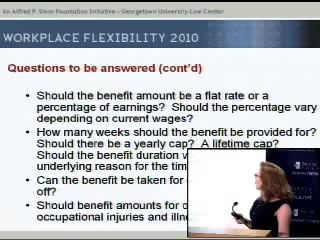 An Alfred P. Sloan Foundation Initiative - Georgetown University Law Center
WORKPLACE FLEXIBILITY 2010
Questions to be answered (cont'd)
• Should the benefit amount be a flat rate or a
percentage of earnings? Should the percentage vary
depending on current wages?
• How many weeks should the benefit be provided for?
Should there be a yearly cap? A lifetime cap?
Should the benefit duration v
underlying reason for the tim
• Can the benefit be taken for
off?
• Should benefit amounts for o
occupational injuries and illne